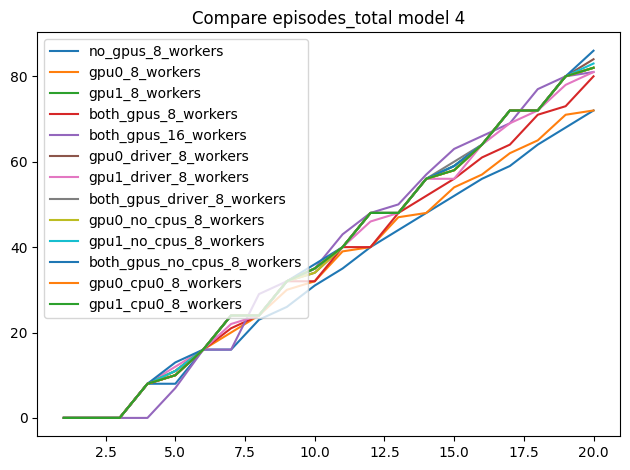 Compare episodes_total model 4
no_gpus_8_workers
gpu0_8_workers
gpu1_8_workers
both_gpus_8_workers
both_gpus_16_workers
gpu0_driver_8_workers
gpu1_driver_8_workers
both_gpus_driver_8_workers
gpu0_no_cpus_8_workers
gpu1_no_cpus_8_workers
both_gpus_no_cpus_8_workers
gpu0_cpu0_8_workers
gpu1_cpu0_8_workers
80
60
40
20
0
2.5 5.0 7.5 10.0 12.5 15.0 17.5 20.0